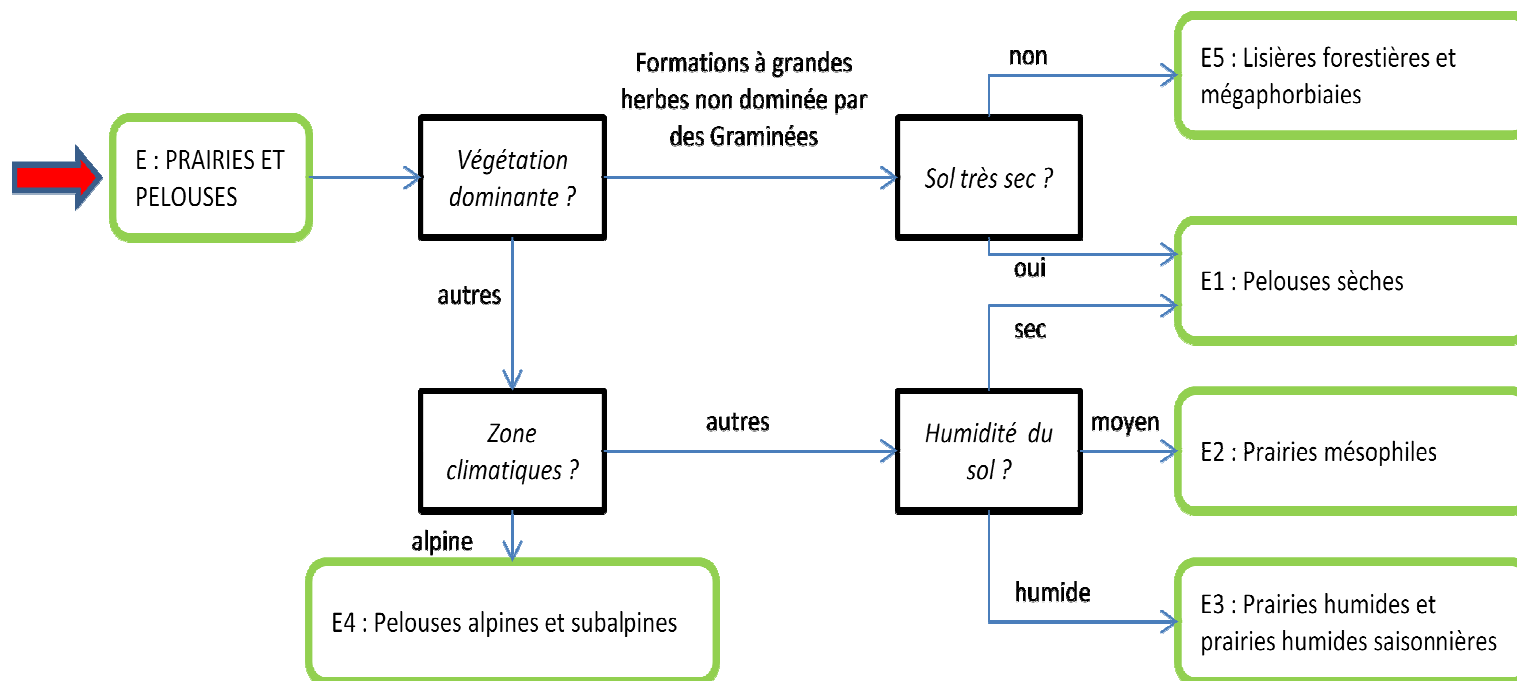 E : PRAIRIES ET
PELOUSES
Végétation
dominante ?
Formations à grandes
herbes non dominée par
des Graminées
Sol très sec ?
non
E5 : Lisières forestières et
mégaphorbiaies
oui
E1 : Pelouses sèches
sec
autres
Zone
climatiques ?
autres
Humidité du
sol ?
moyen
E2 : Prairies mésophiles
alpine
E4 : Pelouses alpines et subalpines
humide
E3 : Prairies humides et
prairies humides saisonnières